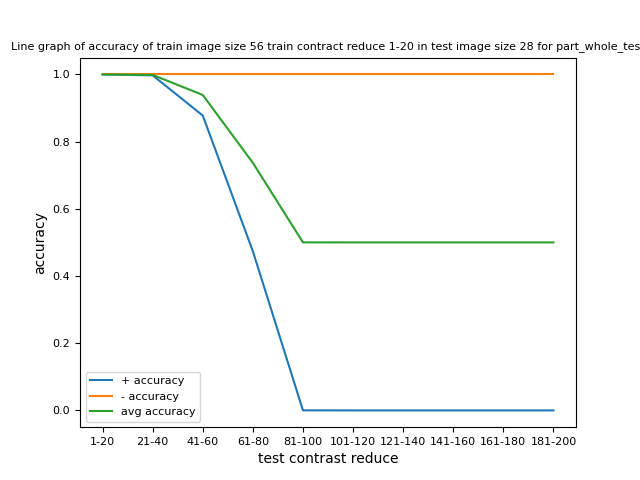 Line graph of accuracy of train image size 56 train contract reduce 1-20 in test image size 28 for part_whole_tes
1.0
0.8
0.6
0.4
0.2
0.0
accuracy
+ accuracy
- accuracy
avg accuracy
1-20 21-40 41-60 61-80 81-100 101-120 121-140 141-160 161-180 181-200
test contrast reduce